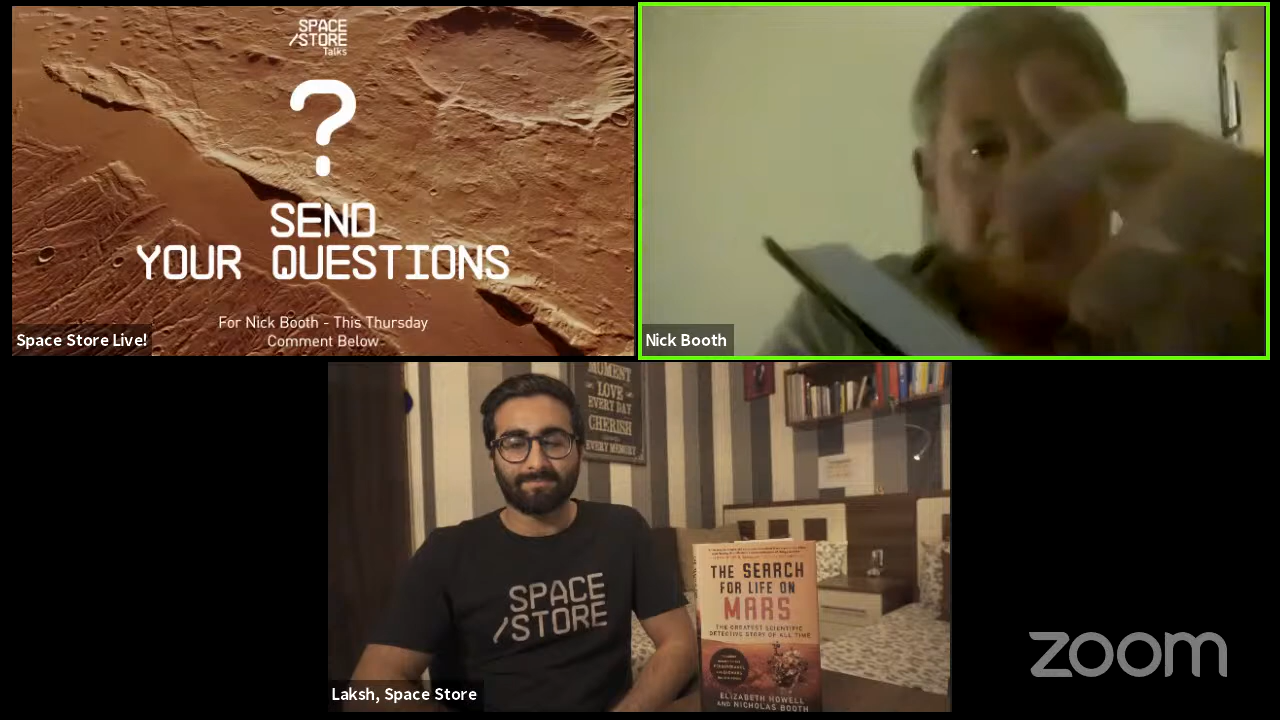 SPACE
/STORE
Talks
?
SEND
YOUR QUESTIONS
For Nick Booth - This Thursday
Comment Below
Space Store Live!
Nick Booth
MOMENT
LOVE
EVERY DAY
CHERISH
EVERY MEMORY
SPACE
/STORE
THE SEARCH
FOR LIFE ON
MARS
THE GREATEST SCIENTIFIC
DETECTIVE STORY OF ALL TIME
ELIZABETH HOWELL
AND NICHOLAS BOOTH
Laksh, Space Store
zoom